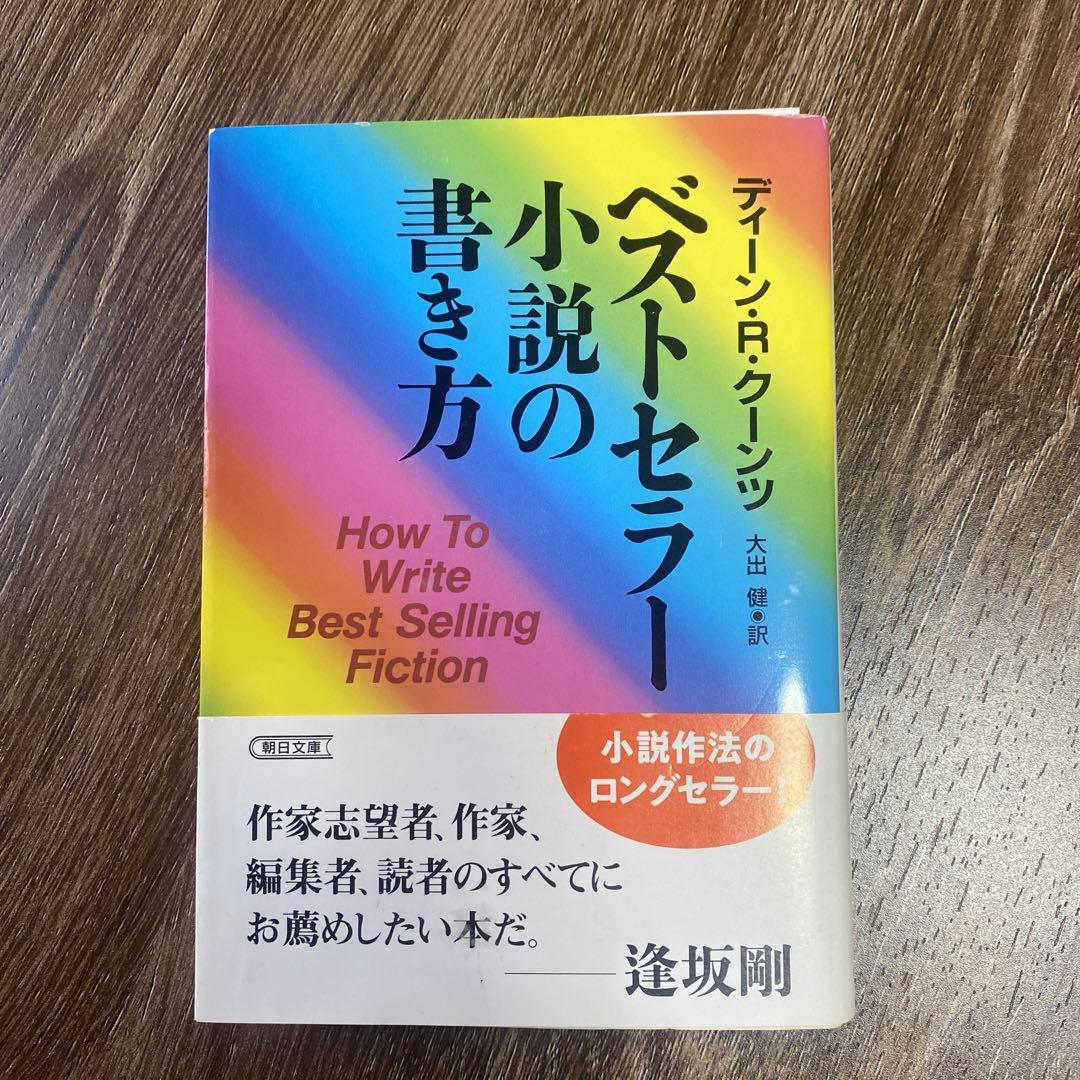 ディーン・R・クーンツ
大出 健◉訳
ベストセラー
小説の
書き方
How To
Write
Best Selling
Fiction
朝日文庫
小説作法の
ロングセラー!
作家志望者、作家、
編集者、読者のすべてに
お薦めしたい本だ。
――逢坂剛